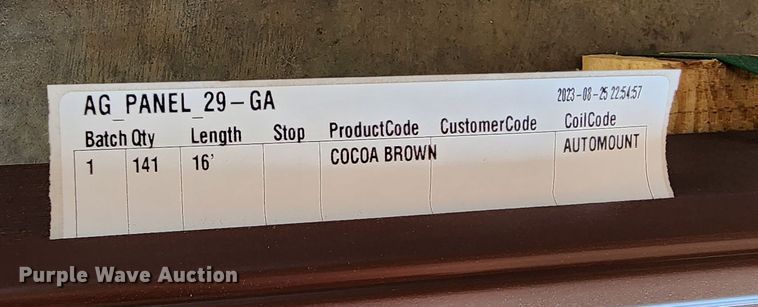 AG_PANEL_29-GA 2023-08-25 22:54:57
Batch Qty Length Stop ProductCode CustomerCode CoilCode
1 141 16' COCOA BROWN AUTOMOUNT
Purple Wave Auction